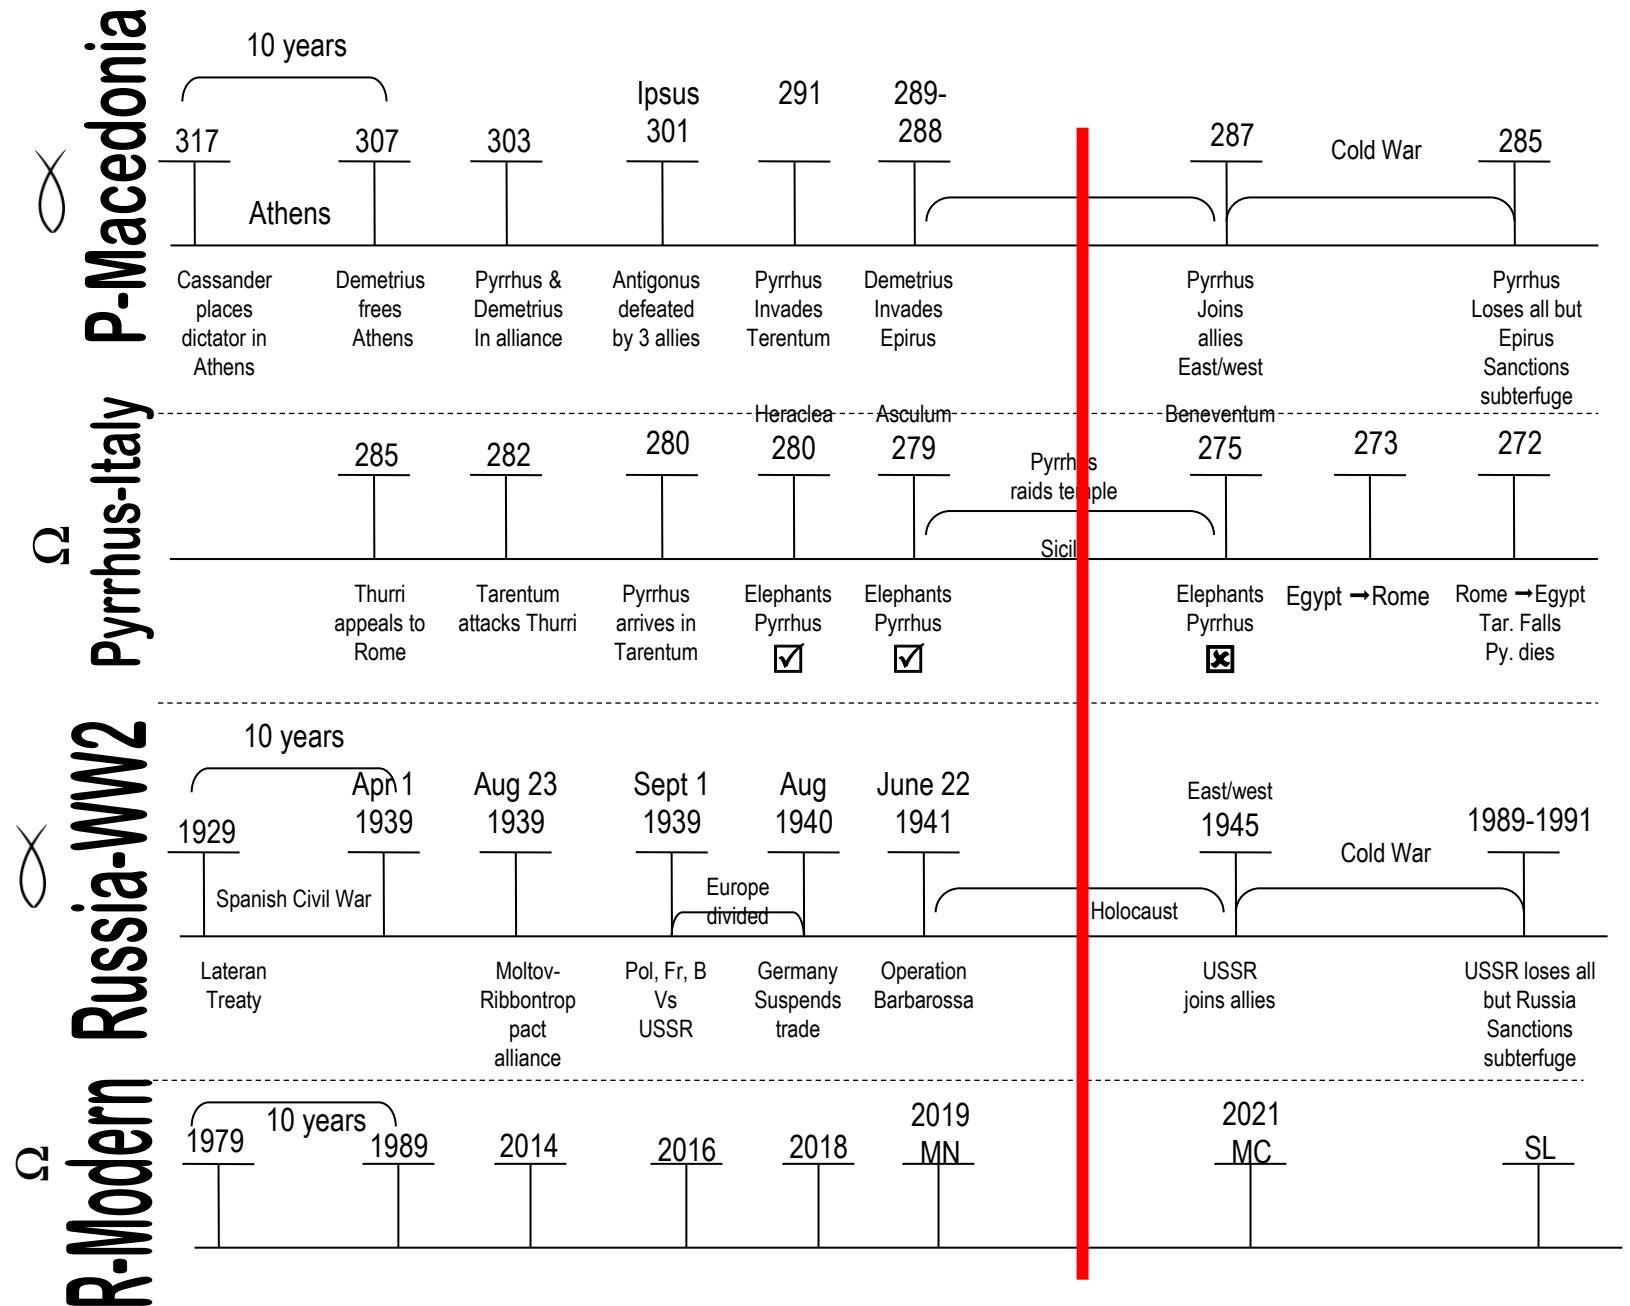 P-Macedonia
10 years
317
307
303
Ipsus
301
291
289-
288
287
Cold War
285
Athens
Cassander
places
dictator in
Athens
Demetrius
frees
Athens
Pyrrhus &
Demetrius
In alliance
Antigonus
defeated
by 3 allies
Pyrrhus
Invades
Terentum
Demetrius
Invades
Epirus
Pyrrhus
Joins
allies
East/west
Pyrrhus
Loses all but
Epirus
Sanctions
subterfuge
Ω
Pyrrhus-Italy
285
282
280
Heraclea
280
Asculum
279
Pyrrhus
raids temple
Sicil
Beneventum
275
273
272
Thurri
appeals to
Rome
Tarentum
attacks Thurri
Pyrrhus
arrives in
Tarentum
Elephants
Pyrrhus
Elephants
Pyrrhus
Elephants
Pyrrhus
Egypt ➞Rome
Rome ➞Egypt
Tar. Falls
Py. dies
Russia-WW2
10 years
1929
Apr 1
1939
Aug 23
1939
Sept 1
1939
Aug
1940
June 22
1941
East/west
1945
Cold War
1989-1991
Spanish Civil War
Europe
divided
Holocaust
Lateran
Treaty
Moltov-
Ribbontrop
pact
alliance
Pol, Fr, B
Vs
USSR
Germany
Suspends
trade
Operation
Barbarossa
USSR
joins allies
USSR loses all
but Russia
Sanctions
subterfuge
Ω
R-Modern
10 years
1979
1989
2014
2016
2018
2019
MN
2021
MC
SL